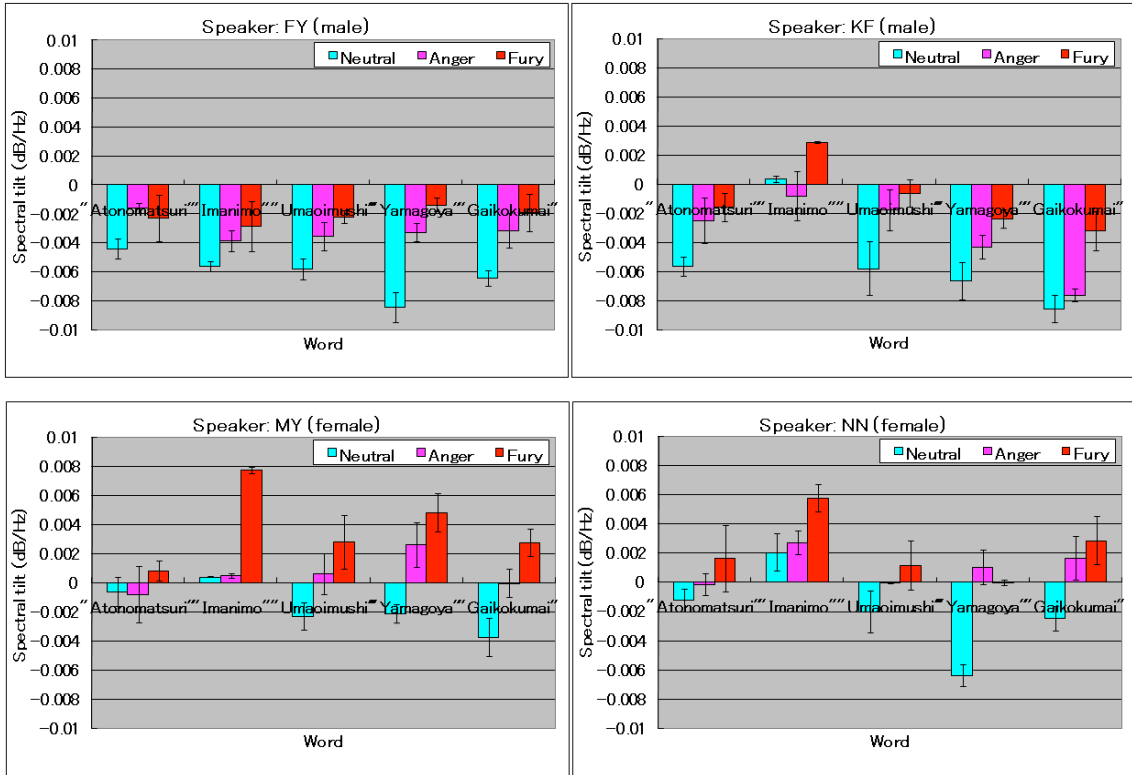 Speaker: FY (male)
Neutral Anger Fury
0.01
0.008
0.006
0.004
0.002
0
−0.002
−0.004
−0.006
−0.008
−0.01
Spectral tilt (dB/Hz)
"Atonomatsuri" "Imanimo" "Umaoimushi" "Yamagoya" "Gaikokumai"
Word
Speaker: KF (male)
Neutral Anger Fury
0.01
0.008
0.006
0.004
0.002
0
−0.002
−0.004
−0.006
−0.008
−0.01
Spectral tilt (dB/Hz)
"Atonomatsuri" "Imanimo" "Umaoimushi" "Yamagoya" "Gaikokumai"
Word
Speaker: MY (female)
Neutral Anger Fury
0.01
0.008
0.006
0.004
0.002
0
−0.002
−0.004
−0.006
−0.008
−0.01
Spectral tilt (dB/Hz)
"Atonomatsuri" "Imanimo" "Umaoimushi" "Yamagoya" "Gaikokumai"
Word
Speaker: NN (female)
Neutral Anger Fury
0.01
0.008
0.006
0.004
0.002
0
−0.002
−0.004
−0.006
−0.008
−0.01
Spectral tilt (dB/Hz)
"Atonomatsuri" "Imanimo" "Umaoimushi" "Yamagoya" "Gaikokumai"
Word